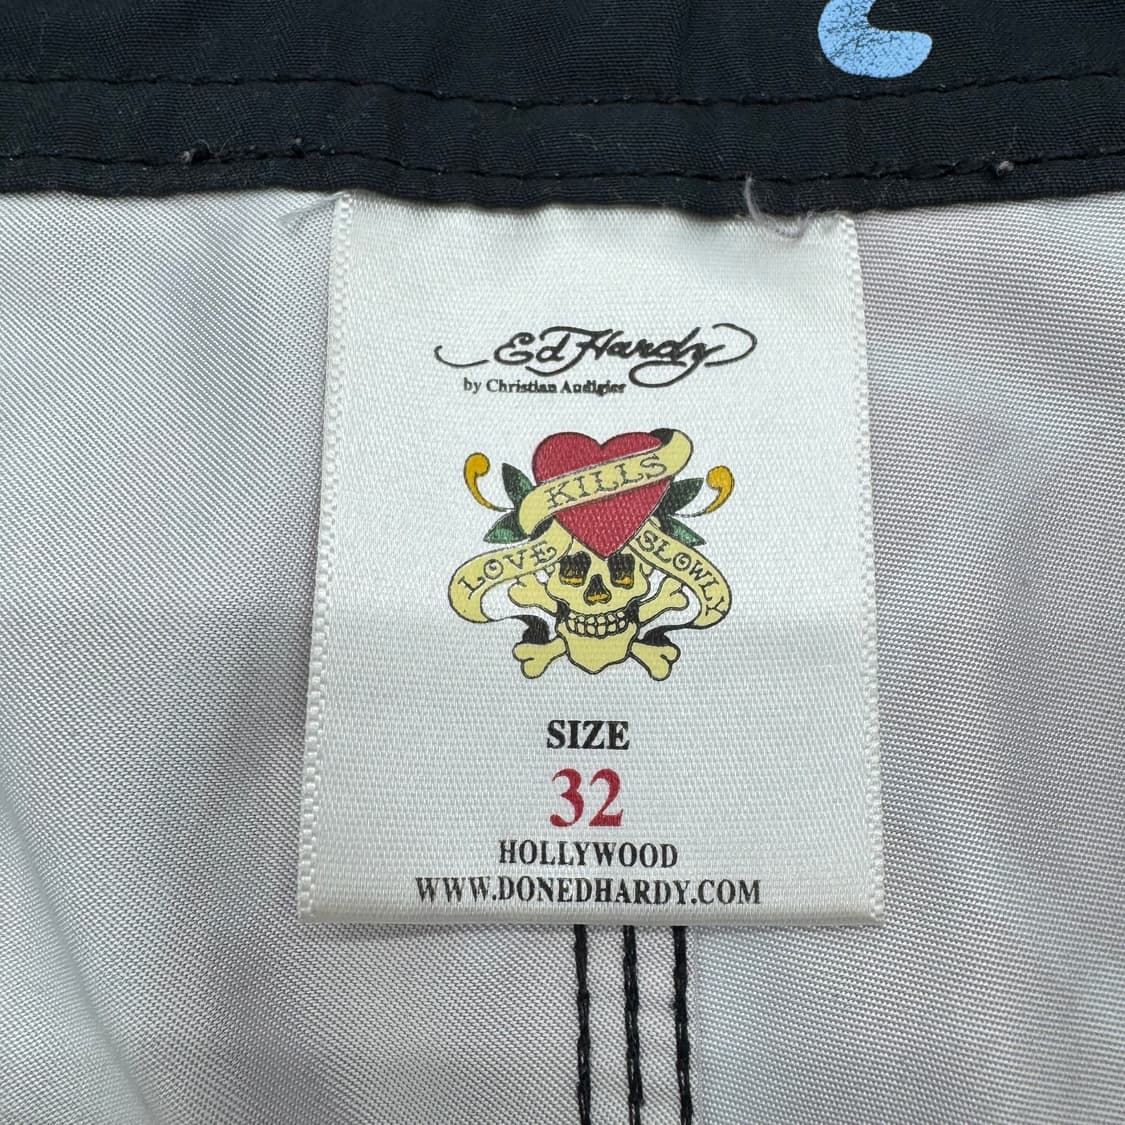 Ed Hardy
by Christian Audigier
KILLS
LOVE SLOWLY
SIZE
32
HOLLYWOOD
WWW.DONEDHARDY.COM